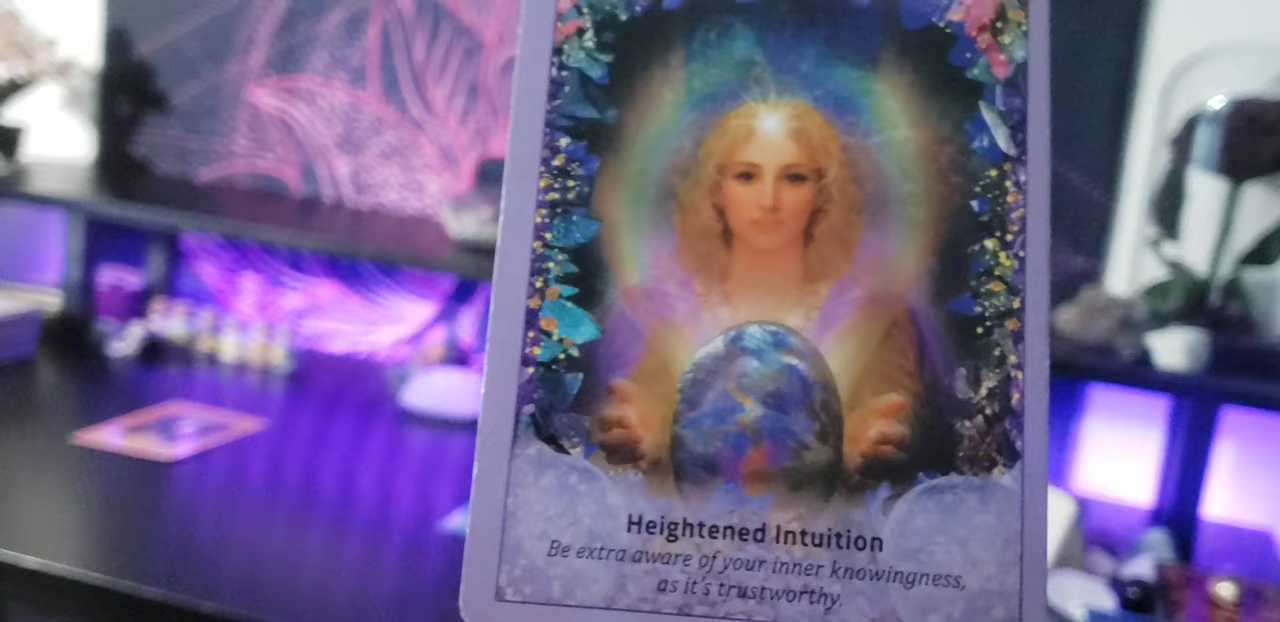 Heightened Intuition
Be extra aware of your inner knowingness,
as it's trustworthy.